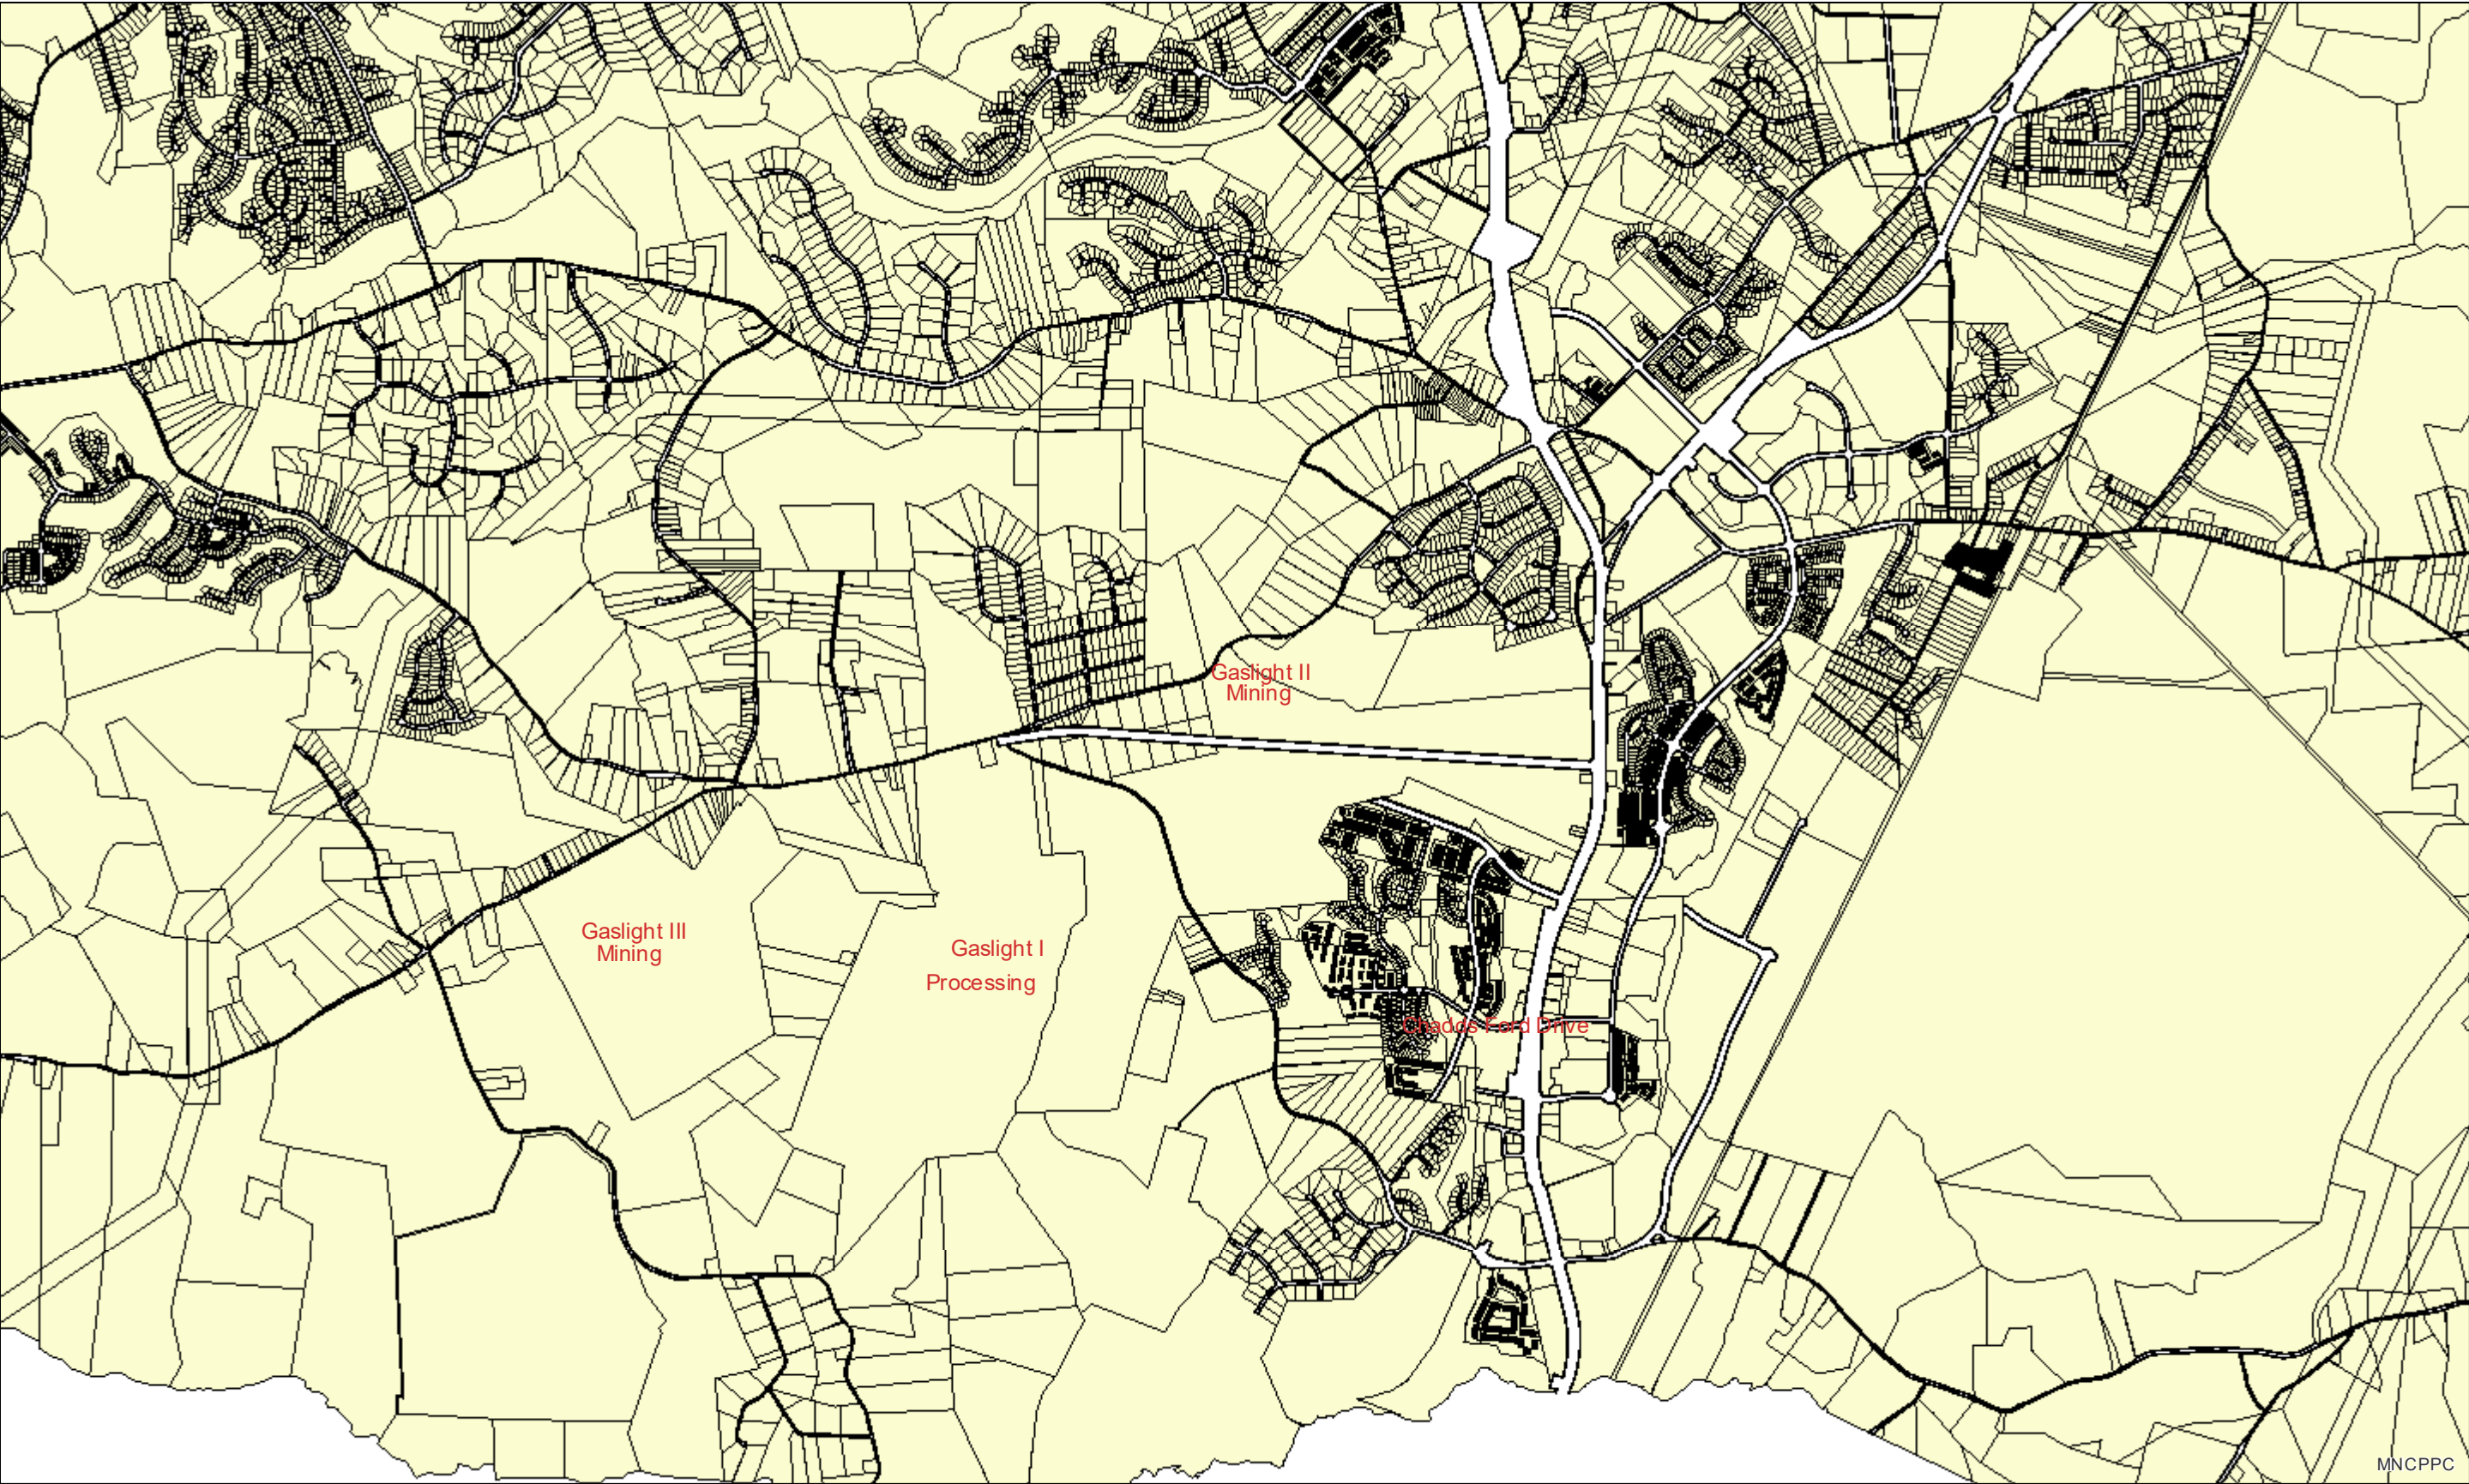 Gaslight II
Mining
Gaslight III
Mining
Gaslight I
Processing
Chadds Ford Drive
MNCPPC